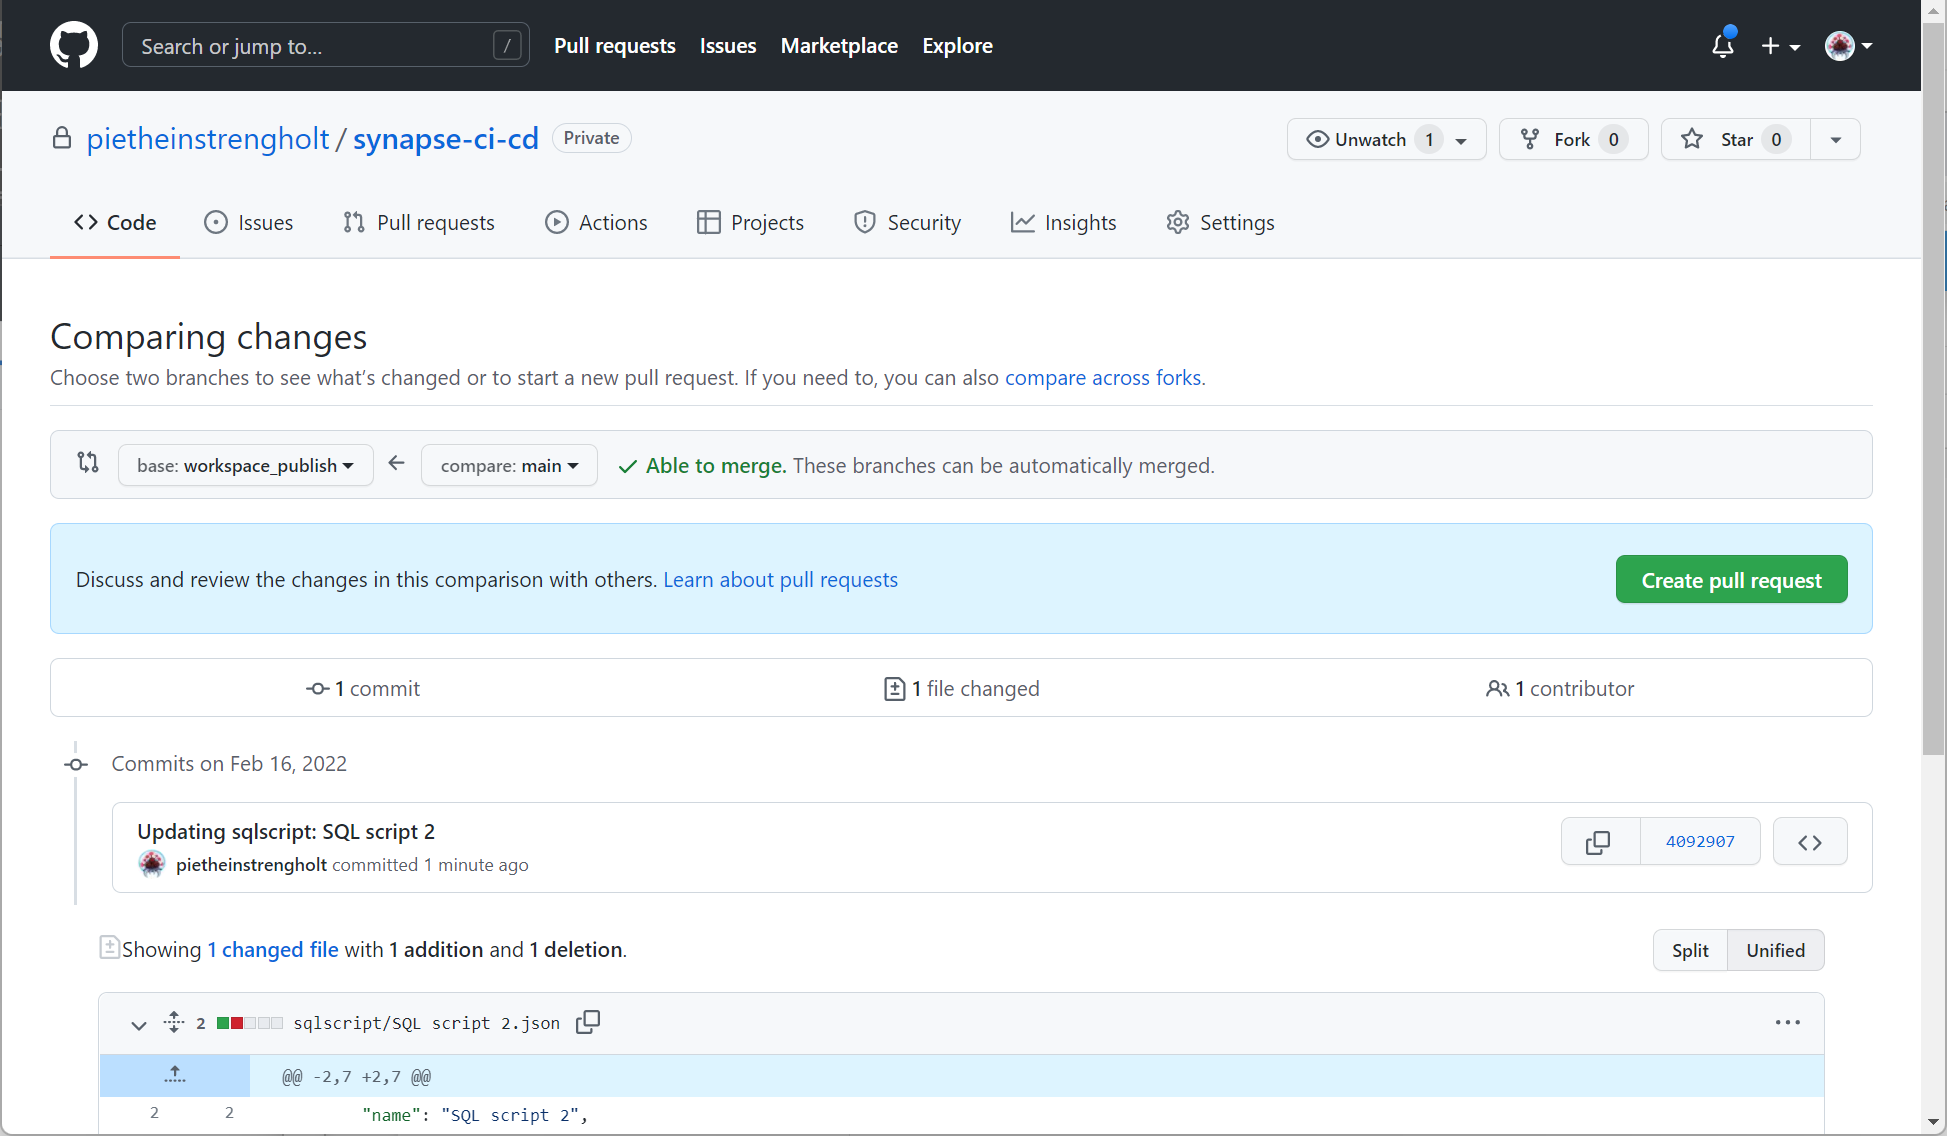 Search or jump to... /
Pull requests Issues Marketplace Explore
pietheinstrengholt / synapse-ci-cd Private
Unwatch 1 Fork 0 Star 0
Code Issues Pull requests Actions Projects Security Insights Settings
Comparing changes
Choose two branches to see what's changed or to start a new pull request. If you need to, you can also compare across forks.
base: workspace_publish compare: main Able to merge. These branches can be automatically merged.
Discuss and review the changes in this comparison with others. Learn about pull requests Create pull request
1 commit 1 file changed 1 contributor
Commits on Feb 16, 2022
Updating sqlscript: SQL script 2
pietheinstrengholt committed 1 minute ago
4092907
Showing 1 changed file with 1 addition and 1 deletion.
Split Unified
2 sqlscript/SQL script 2.json
@@ -2,7 +2,7 @@
2 2 "name": "SQL script 2",